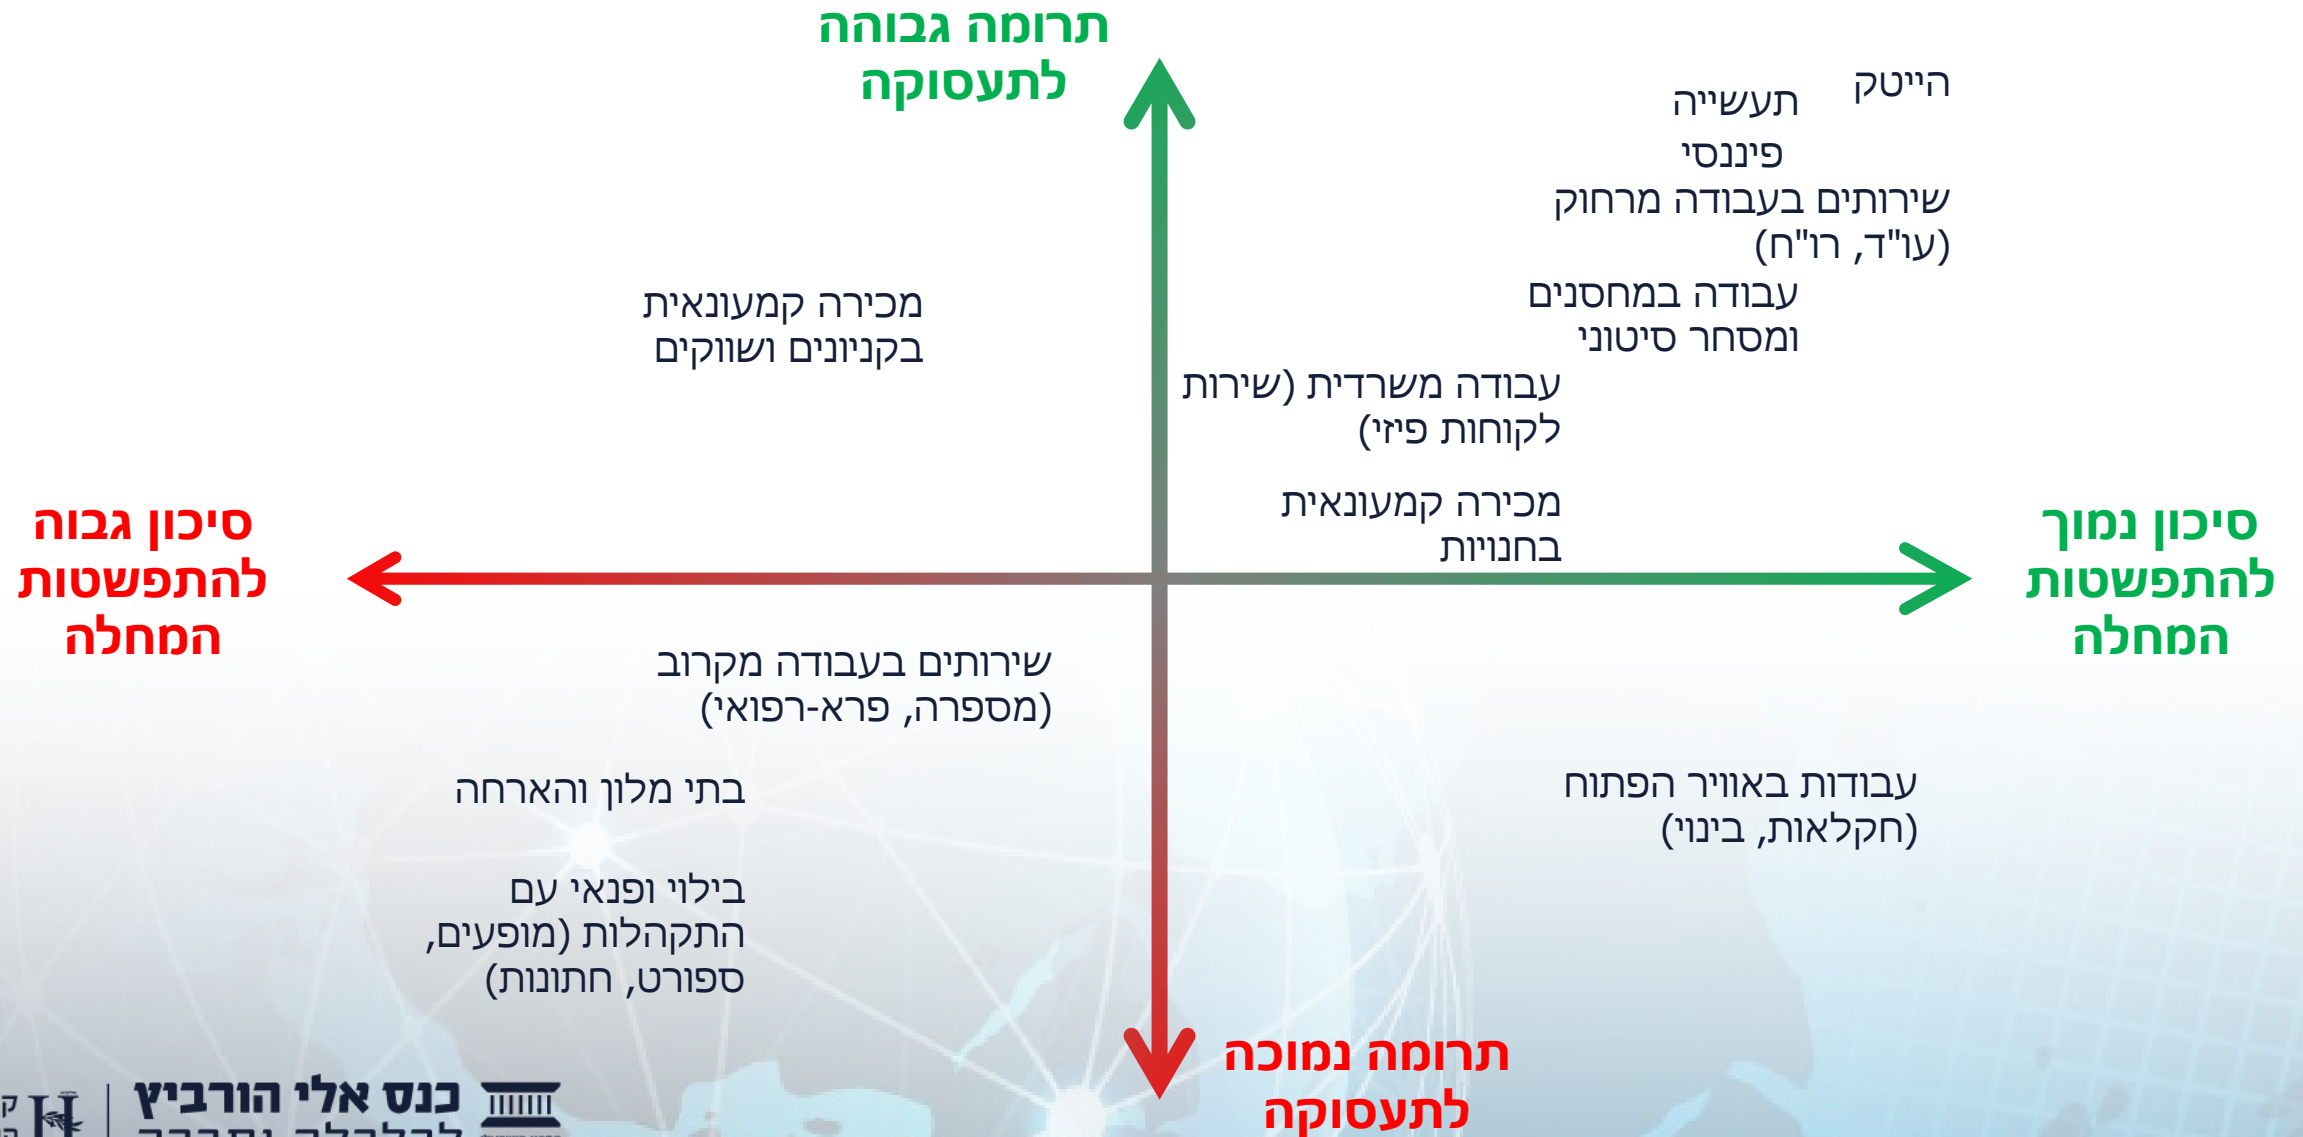 תרומה גבוהה
לתעסוקה
הייטק
תעשייה
פיננסי
שירותים בעבודה מרחוק
(עו"ד, רו"ח)
עבודה במחסנים
ומסחר סיטוני
מכירה קמעונאית
בקניונים ושווקים
עבודה משרדית (שירות
לקוחות פיזי)
מכירה קמעונאית
בחנויות
סיכון נמוך
להתפשטות
המחלה
סיכון גבוה
להתפשטות
המחלה
שירותים בעבודה מקרוב
(מספרה, פרא-רפואי)
עבודות באוויר הפתוח
(חקלאות, בינוי)
בתי מלון והארחה
בילוי ופנאי עם
התקהלות (מופעים,
ספורט, חתונות)
תרומה נמוכה
לתעסוקה
כנס אלי הורביץ